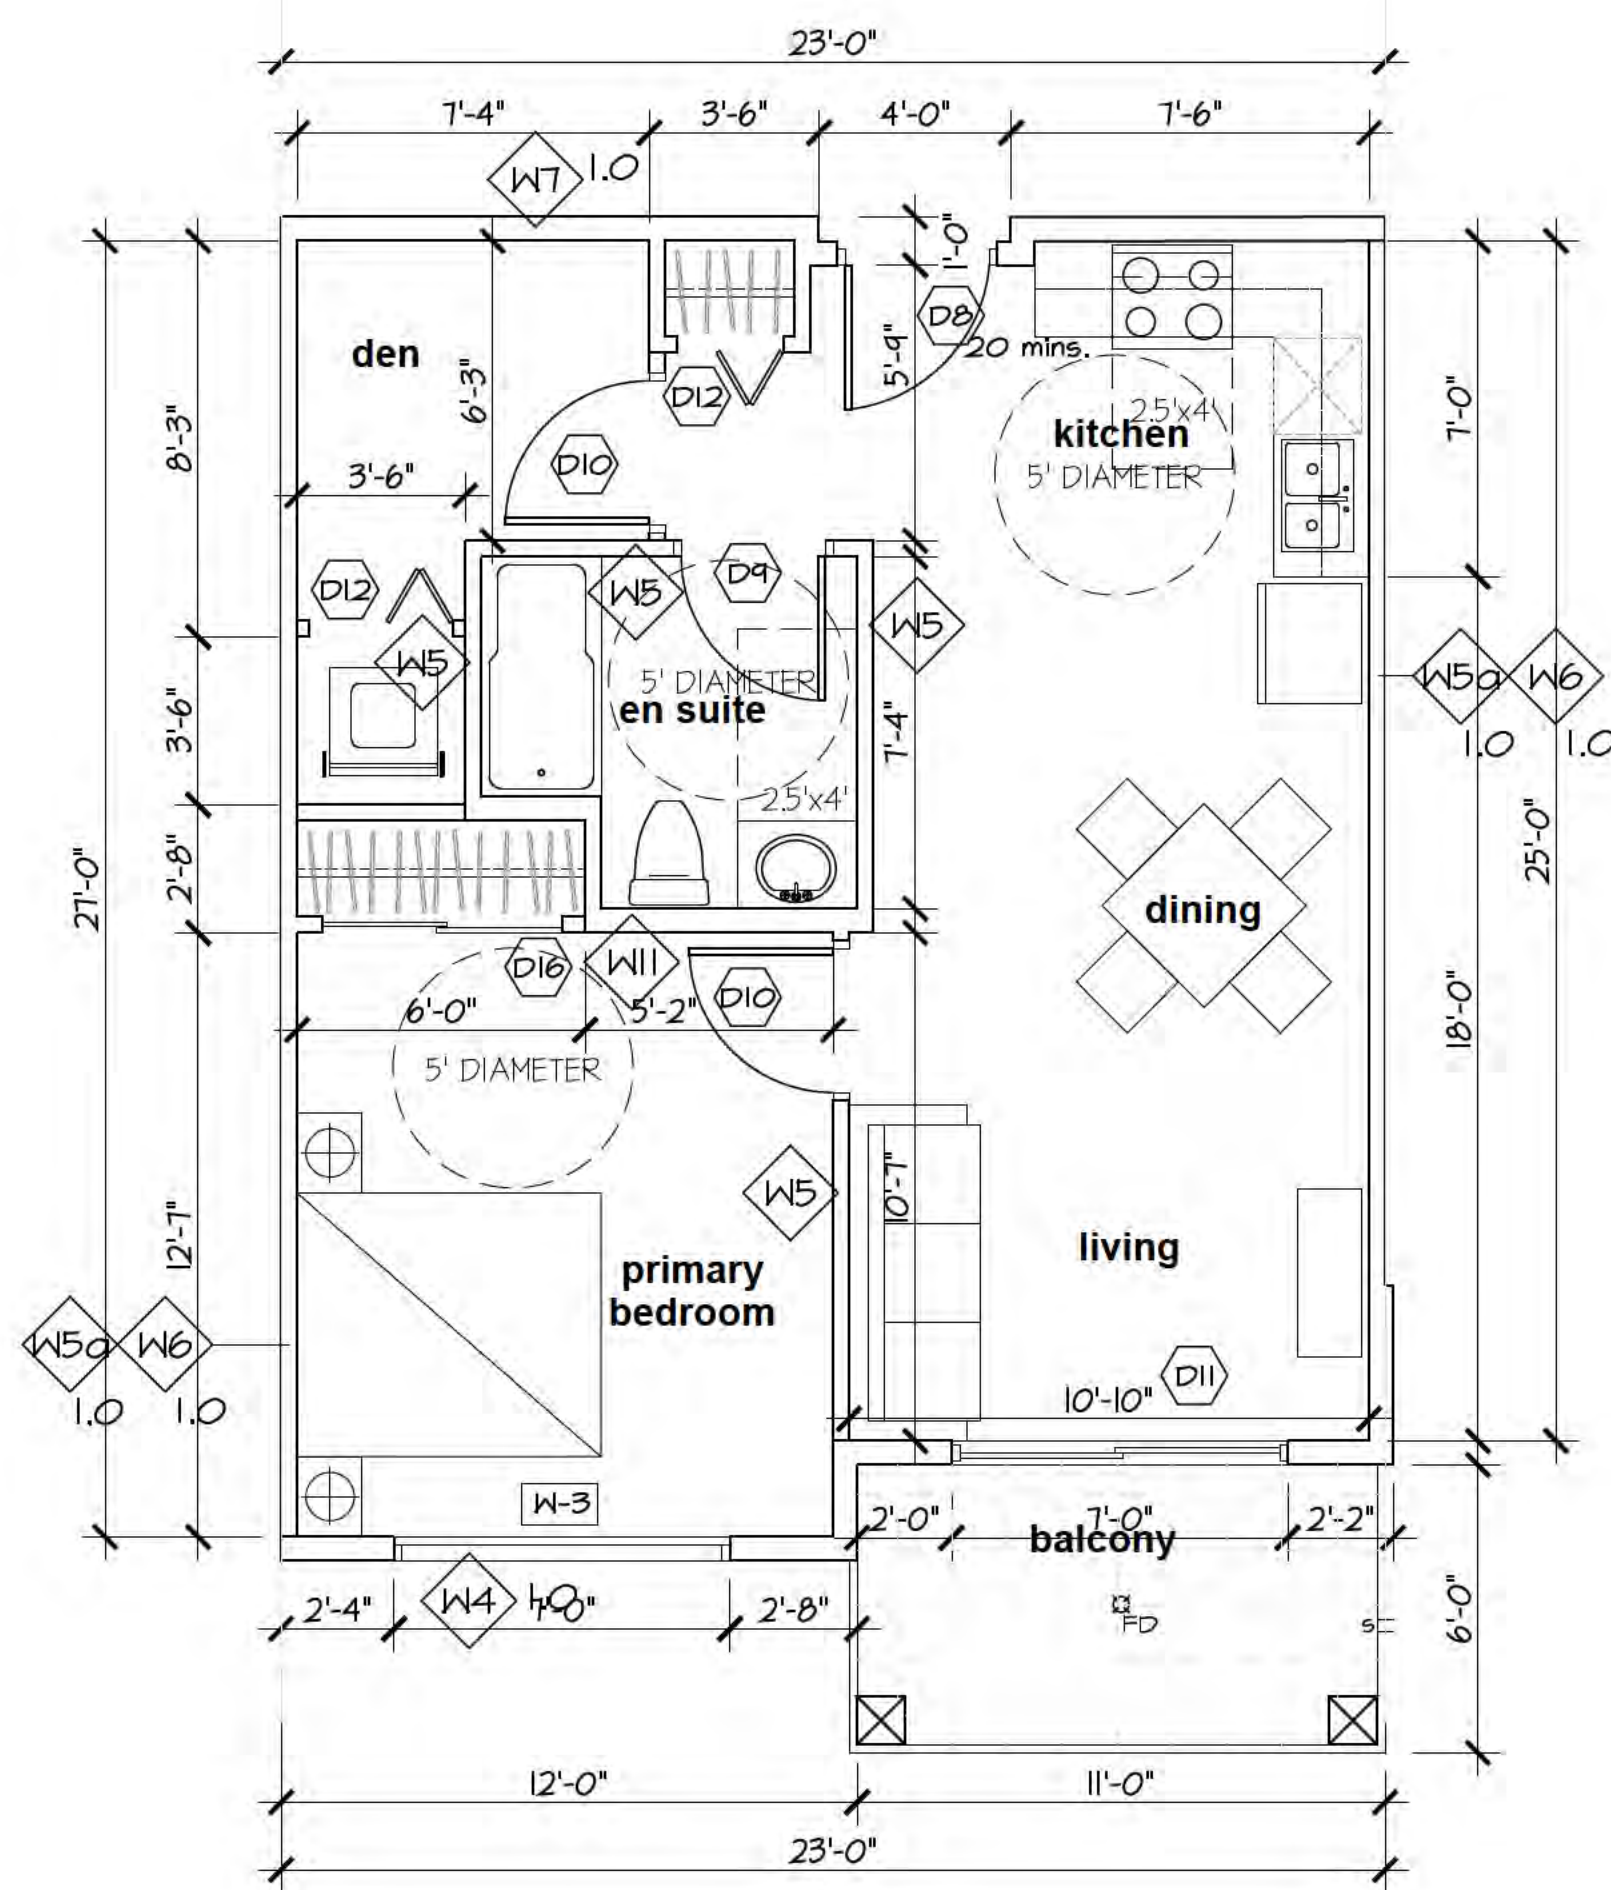 23'-0"
7'-4"
3'-6"
4'-0"
7'-6"
W7
1.0
1'-0"
D8
20 mins.
den
6'-3"
D12
5'-9"
2.5'x4'
kitchen
5' DIAMETER
7'-0"
8'-3"
3'-6"
D10
D12
W5
D9
W5
W5
5' DIAMETER
en suite
W5a
W6
1.0
1.0
3'-6"
7'-4"
2.5'x4'
2'-8"
27'-0"
25'-0"
dining
D16
W11
D10
6'-0"
5'-2"
18'-0"
5' DIAMETER
W5
10'-7"
12'-7"
living
primary
bedroom
W5a
W6
1.0
1.0
D11
10'-10"
W-3
2'-0"
7'-0"
2'-2"
balcony
2'-4"
W4
2'-8"
FD
S
6'-0"
12'-0"
11'-0"
23'-0"